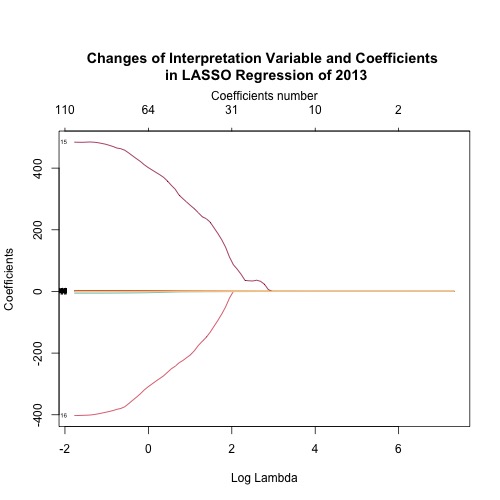 Changes of Interpretation Variable and Coefficients
in LASSO Regression of 2013
Coefficients number
110 64 31 10 2
15
400
200
0
-200
-400
16
Coefficients
-2 0 2 4 6
Log Lambda